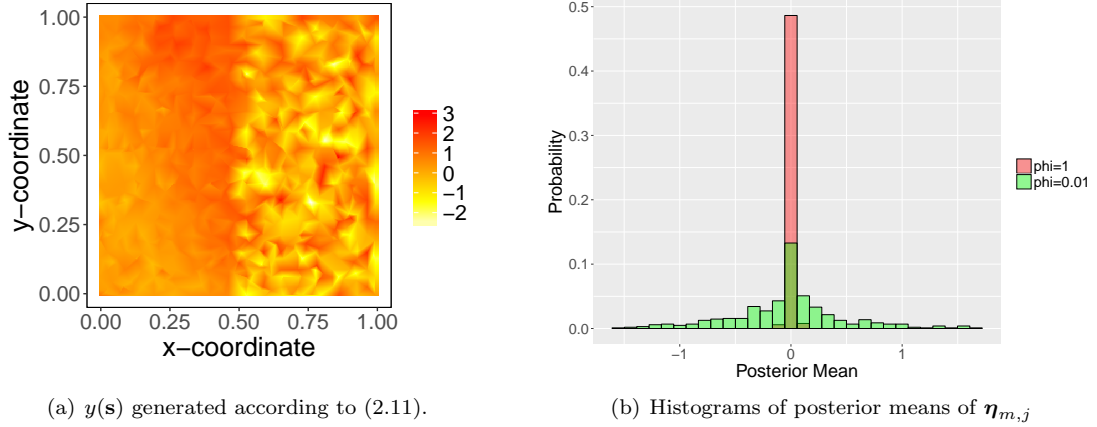 1.00
0.75
0.50
0.25
0.00
y−coordinate
0.00 0.25 0.50 0.75 1.00
x−coordinate
3
2
1
0
−1
−2
0.5
0.4
0.3
0.2
0.1
0.0
Probability
−1 0 1
Posterior Mean
phi=1
phi=0.01
(a) y(s) generated according to (2.11).
(b) Histograms of posterior means of η_{m,j}